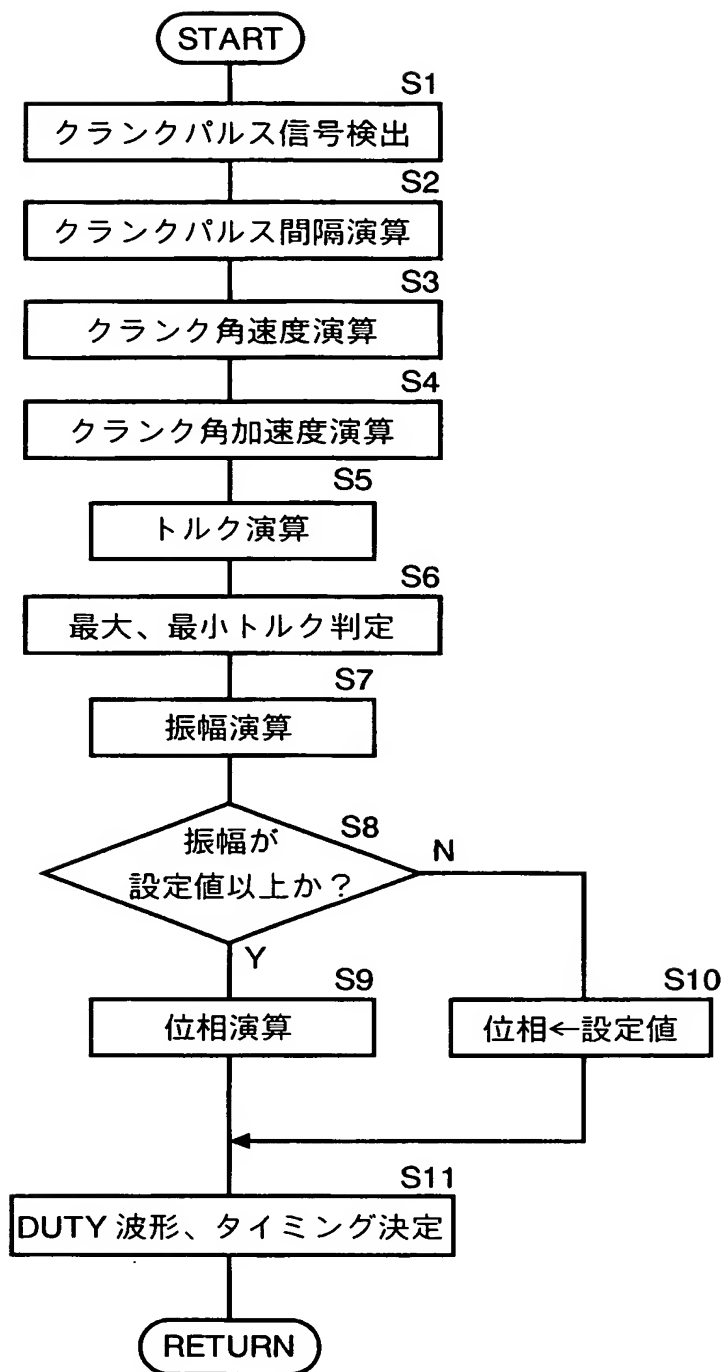 START
S1
クランクパルス信号検出
S2
クランクパルス間隔演算
S3
クランク角速度演算
S4
クランク角加速度演算
S5
トルク演算
S6
最大、最小トルク判定
S7
振幅演算
S8
振幅が
設定値以上か？
N
Y
S9
位相演算
S10
位相←設定値
S11
DUTY 波形、タイミング決定
RETURN